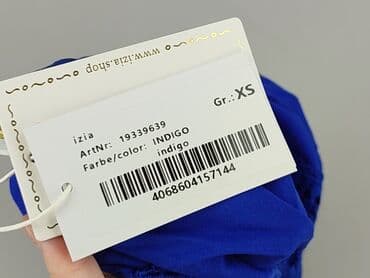 www.izia.shop
izia
Gr.: XS
ArtNr: 19339639
Farbe/color: INDIGO
indigo
4068604157144